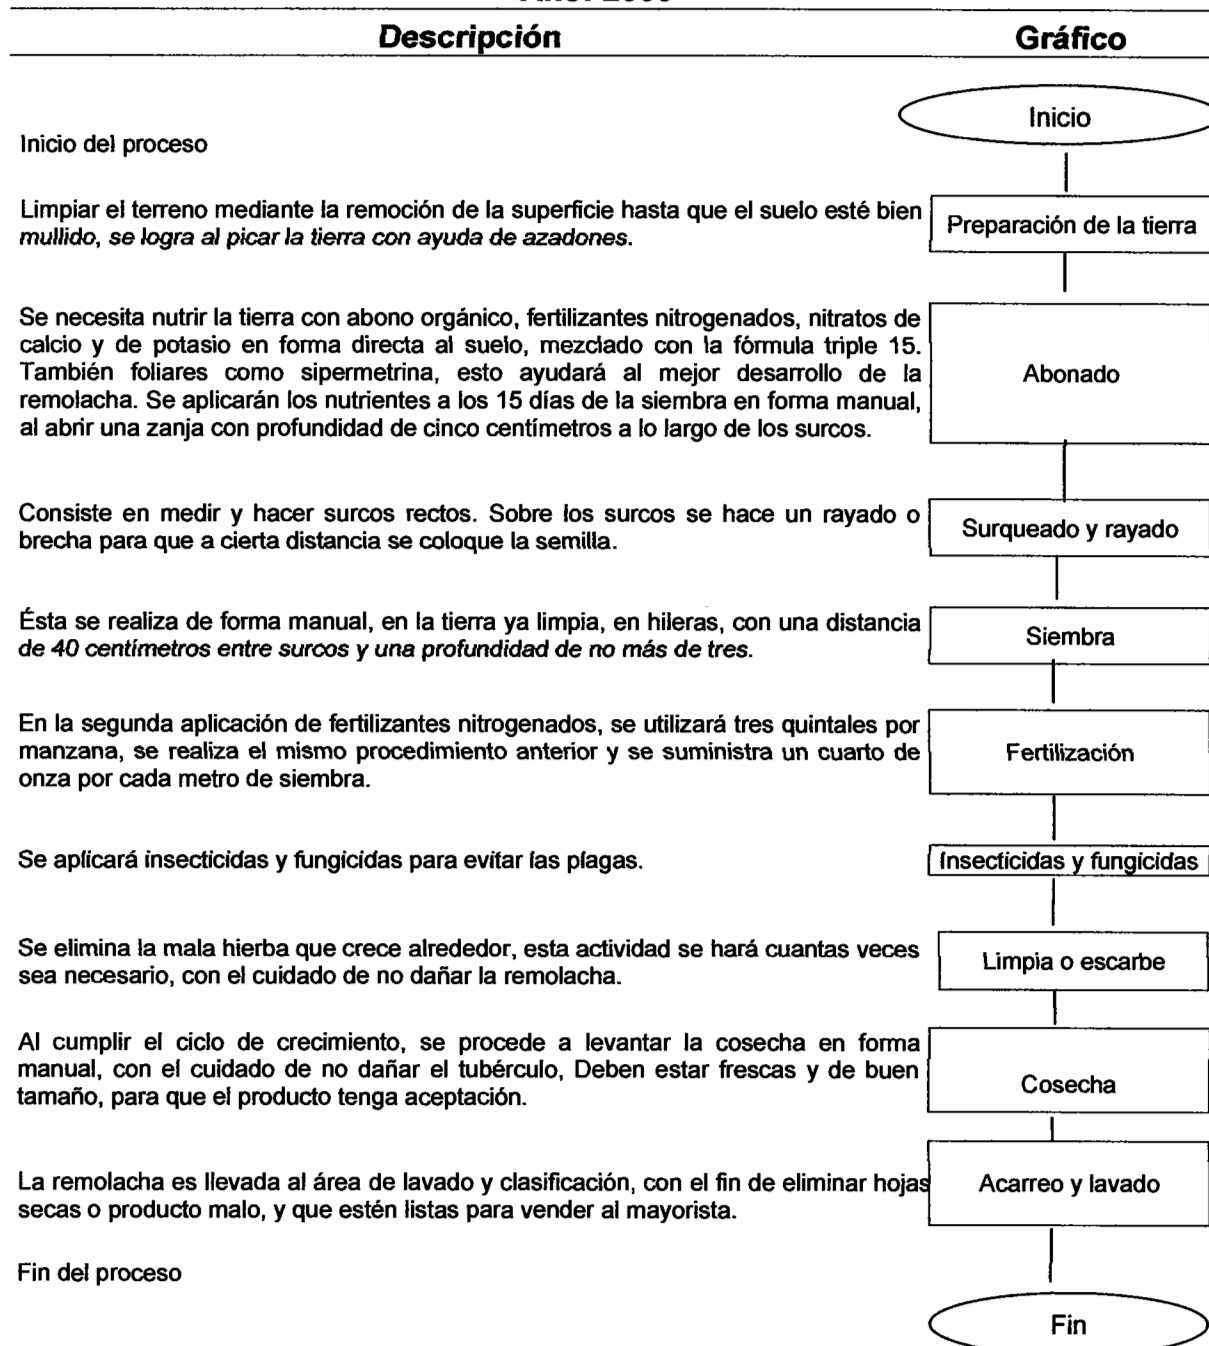 Descripción Gráfico
Inicio
Inicio del proceso
Limpiar el terreno mediante la remoción de la superficie hasta que el suelo esté bien
mullido, se logra al picar la tierra con ayuda de azadones.
Preparación de la tierra
Se necesita nutrir la tierra con abono orgánico, fertilizantes nitrogenados, nitratos de
calcio y de potasio en forma directa al suelo, mezclado con la fórmula triple 15.
También foliares como sipermetrina, esto ayudará al mejor desarrollo de la
remolacha. Se aplicarán los nutrientes a los 15 días de la siembra en forma manual,
al abrir una zanja con profundidad de cinco centímetros a lo largo de los surcos.
Abonado
Consiste en medir y hacer surcos rectos. Sobre los surcos se hace un rayado o
brecha para que a cierta distancia se coloque la semilla.
Surqueado y rayado
Ésta se realiza de forma manual, en la tierra ya limpia, en hileras, con una distancia
de 40 centímetros entre surcos y una profundidad de no más de tres.
Siembra
En la segunda aplicación de fertilizantes nitrogenados, se utilizará tres quintales por
manzana, se realiza el mismo procedimiento anterior y se suministra un cuarto de
onza por cada metro de siembra.
Fertilización
Se aplicará insecticidas y fungicidas para evitar las plagas.
Insecticidas y fungicidas
Se elimina la mala hierba que crece alrededor, esta actividad se hará cuantas veces
sea necesario, con el cuidado de no dañar la remolacha.
Limpia o escarbe
Al cumplir el ciclo de crecimiento, se procede a levantar la cosecha en forma
manual, con el cuidado de no dañar el tubérculo, Deben estar frescas y de buen
tamaño, para que el producto tenga aceptación.
Cosecha
La remolacha es llevada al área de lavado y clasificación, con el fin de eliminar hojas
secas o producto malo, y que estén listas para vender al mayorista.
Acarreo y lavado
Fin del proceso
Fin